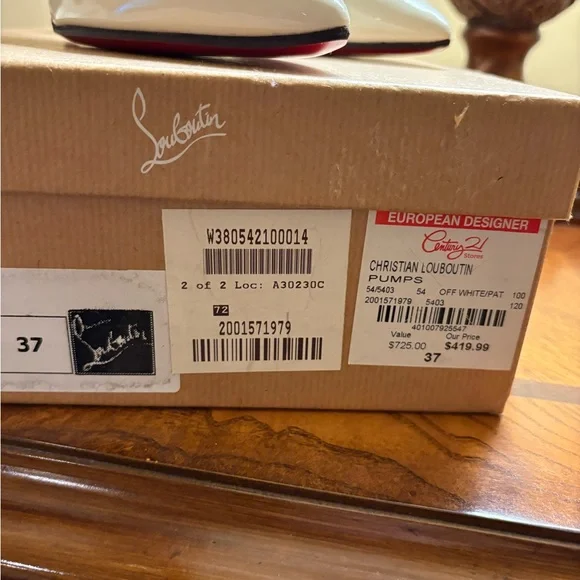 Louboutin
W380542100014
2 of 2 Loc: A30230C
72
2001571979
EUROPEAN DESIGNER
Century 21
Stores
CHRISTIAN LOUBOUTIN
PUMPS
54/5403 54 OFF WHITE/PAT 100
2001571979 5403 120
401007925547
Value Our Price
$725.00 $419.99
37
37
Louboutin